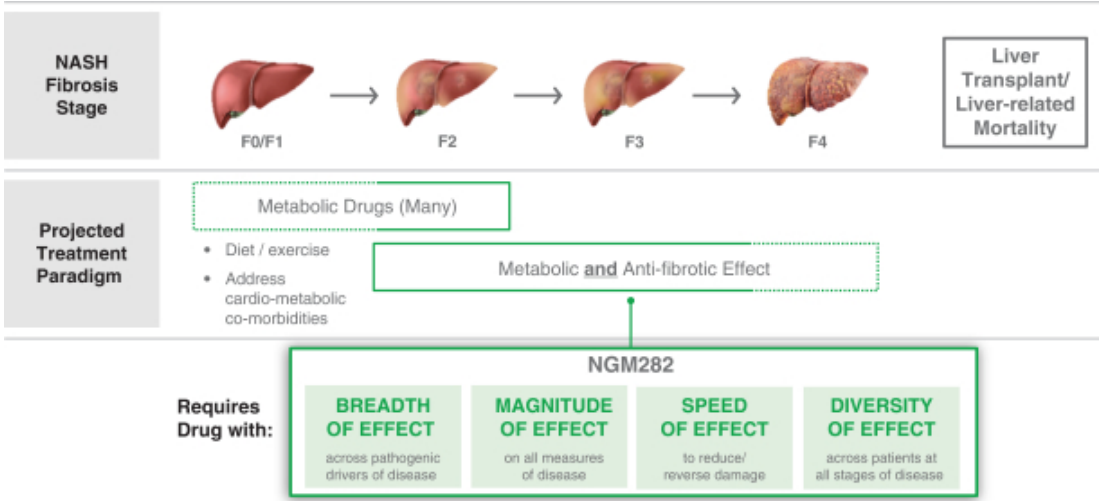 NASH
Fibrosis
Stage
F0/F1
F2
F3
F4
Liver
Transplant/
Liver-related
Mortality
Projected
Treatment
Paradigm
Metabolic Drugs (Many)
• Diet / exercise
• Address
cardio-metabolic
co-morbidities
Metabolic and Anti-fibrotic Effect
Requires
Drug with:
NGM282
BREADTH
OF EFFECT
across pathogenic
drivers of disease
MAGNITUDE
OF EFFECT
on all measures
of disease
SPEED
OF EFFECT
to reduce/
reverse damage
DIVERSITY
OF EFFECT
across patients at
all stages of disease